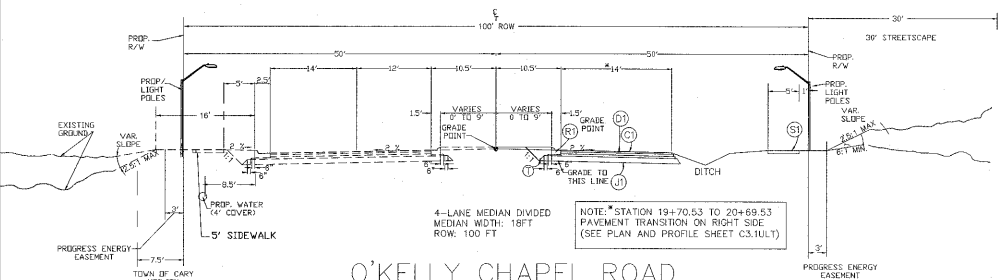 ℄
100' ROW
30'
30' STREETSCAPE
PROP.
R/W
50'
50'
PROP.
R/W
PROP.
LIGHT
POLES
5'
2.5'
14'
12'
10.5'
10.5'
*14'
5'
1'
PROP.
LIGHT
POLES
16'
1.5'
VARIES
0' TO 9'
VARIES
0 TO 9'
1.5'
GRADE
POINT
GRADE
POINT
R1
D1
C1
S1
VAR.
SLOPE
EXISTING
GROUND
VAR.
SLOPE
2.5:1 MAX
6:1 MIN.
2.5:1 MAX
2 %
2 %
2 %
6"
6"
6"
6"
T
GRADE TO
THIS LINE
J1
DITCH
8.5'
PROP. WATER
(4' COVER)
3'
5' SIDEWALK
4-LANE MEDIAN DIVIDED
MEDIAN WIDTH: 18FT
ROW: 100 FT
NOTE:*STATION 19+70.53 TO 20+69.53
PAVEMENT TRANSITION ON RIGHT SIDE
(SEE PLAN AND PROFILE SHEET C3.1ULT)
PROGRESS ENERGY
EASEMENT
7.5'
TOWN OF CARY
3'
PROGRESS ENERGY
EASEMENT
O'KELLY CHAPEL ROAD